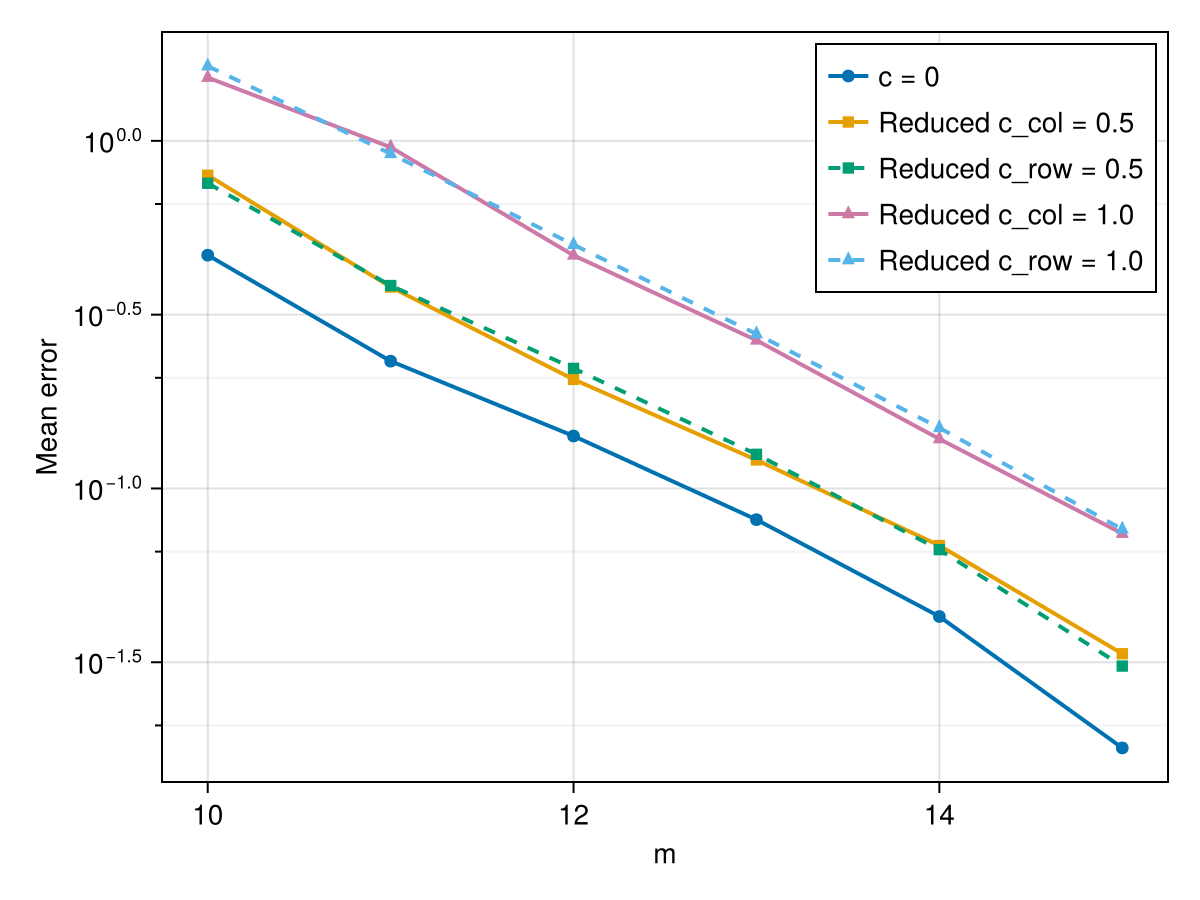 c = 0
Reduced c_col = 0.5
Reduced c_row = 0.5
Reduced c_col = 1.0
Reduced c_row = 1.0
10^0.0
10^−0.5
10^−1.0
10^−1.5
Mean error
10 12 14
m